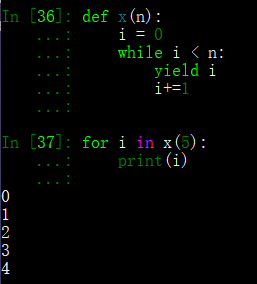 In [36]: def x(n):
    ...:     i = 0
    ...:     while i < n:
    ...:         yield i
    ...:         i+=1
    ...:

In [37]: for i in x(5):
    ...:     print(i)
    ...:
0
1
2
3
4